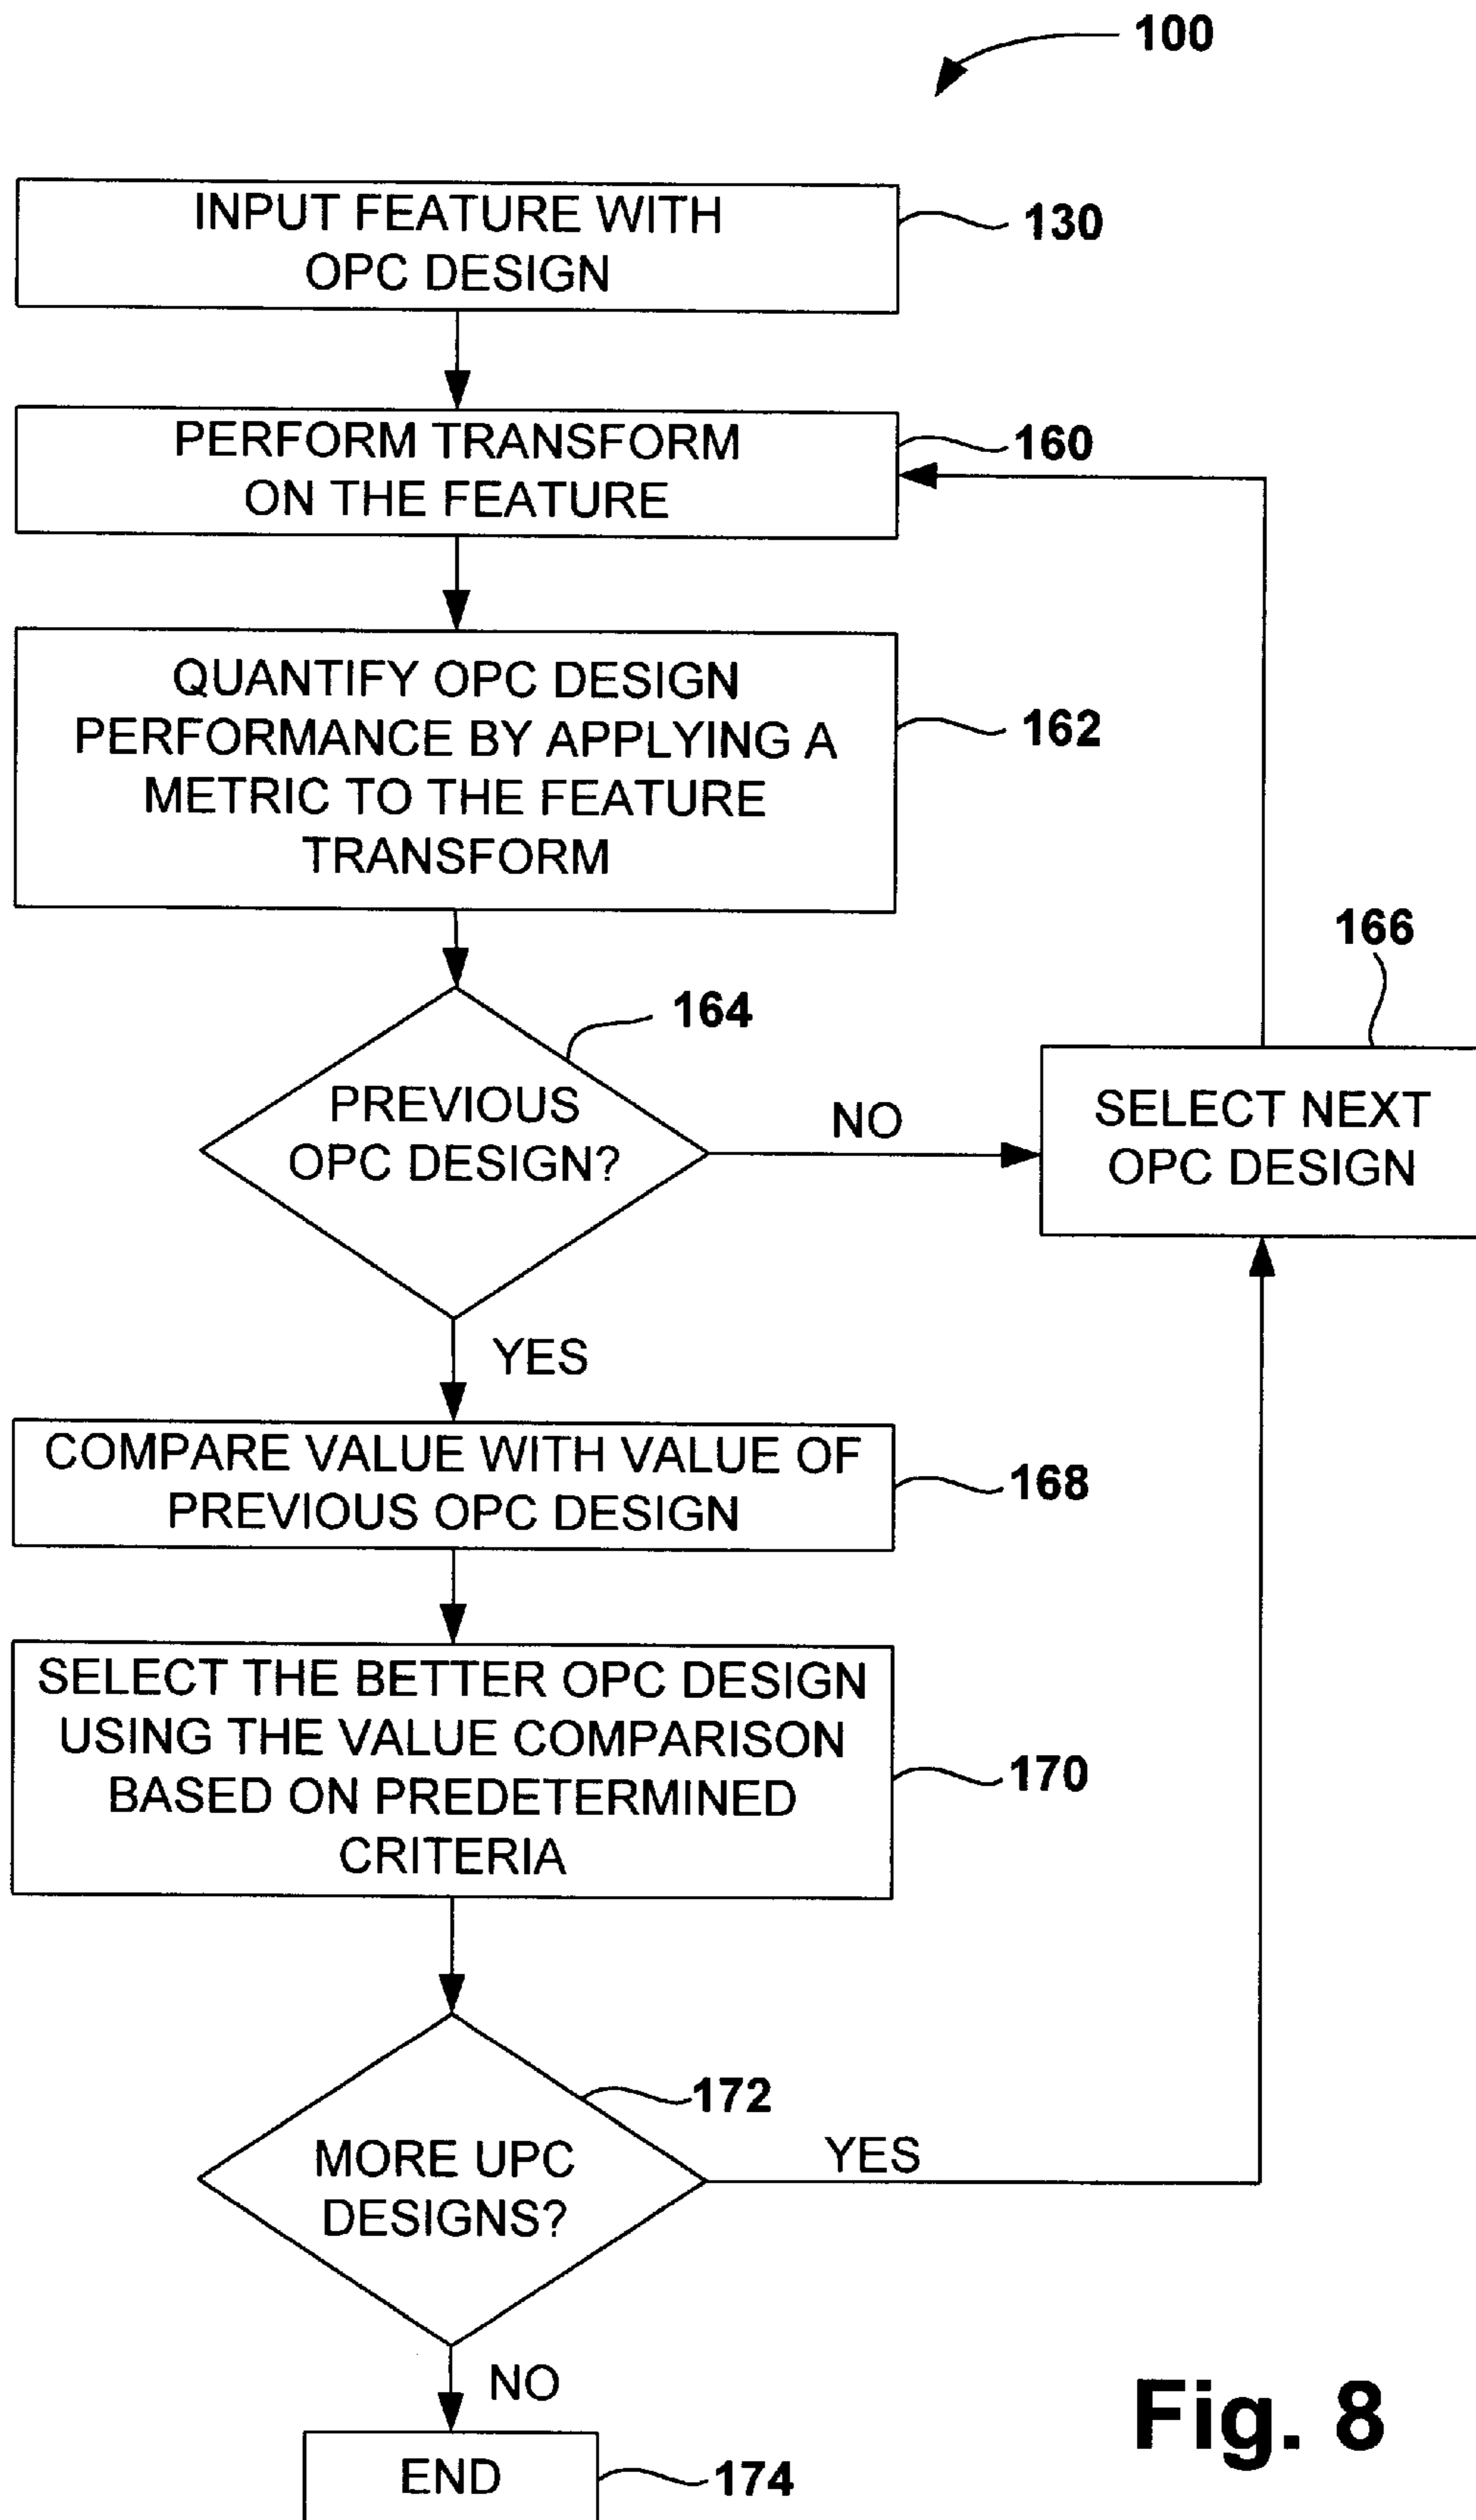 100
INPUT FEATURE WITH
OPC DESIGN
130
PERFORM TRANSFORM
ON THE FEATURE
160
QUANTIFY OPC DESIGN
PERFORMANCE BY APPLYING A
METRIC TO THE FEATURE
TRANSFORM
162
164
PREVIOUS
OPC DESIGN?
NO
166
SELECT NEXT
OPC DESIGN
YES
COMPARE VALUE WITH VALUE OF
PREVIOUS OPC DESIGN
168
SELECT THE BETTER OPC DESIGN
USING THE VALUE COMPARISON
BASED ON PREDETERMINED
CRITERIA
170
172
MORE UPC
DESIGNS?
YES
NO
END
174
Fig. 8